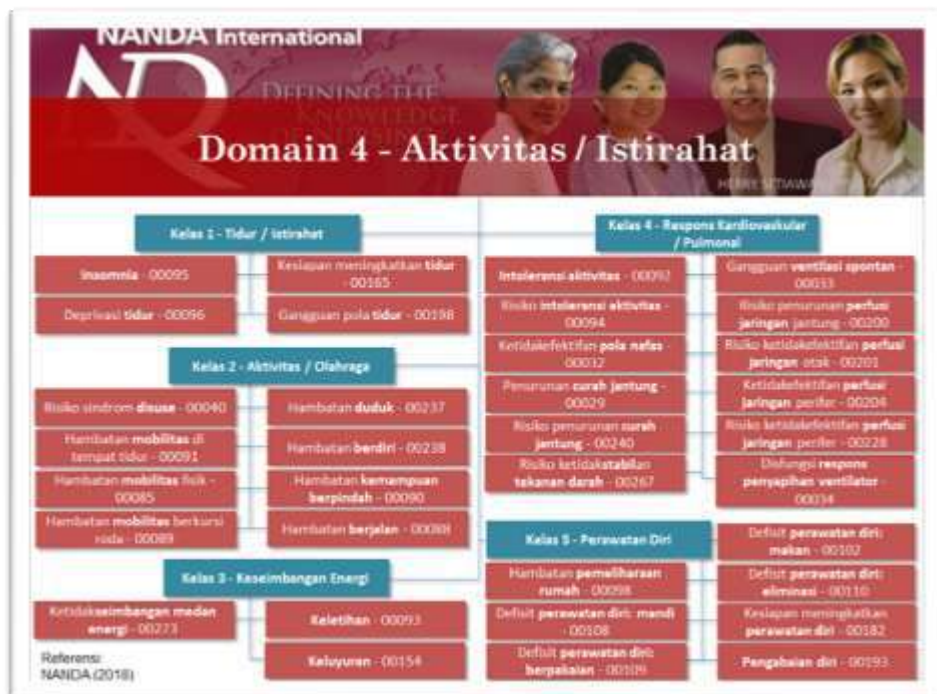 NANDA International
DEFINING THE
KNOWLEDGE
OF NURSING
Domain 4 - Aktivitas / Istirahat
HERRY SETIAWAN
Kelas 1 - Tidur / Istirahat
Insomnia - 00095
Kesiapan meningkatkan tidur
- 00165
Deprivasi tidur - 00096
Gangguan pola tidur - 00198
Kelas 2 - Aktivitas / Olahraga
Risiko sindrom disuse - 00040
Hambatan duduk - 00237
Hambatan mobilitas di
tempat tidur - 00091
Hambatan berdiri - 00238
Hambatan mobilitas fisik -
00085
Hambatan kemampuan
berpindah - 00090
Hambatan mobilitas berkursi
roda - 00089
Hambatan berjalan - 00088
Kelas 3 - Keseimbangan Energi
Ketidakseimbangan medan
energi - 00273
Keletihan - 00093
Keluyuran - 00154
Kelas 4 - Respons Kardiovaskular
/ Pulmonal
Intoleransi aktivitas - 00092
Gangguan ventilasi spontan -
00033
Risiko intoleransi aktivitas -
00094
Risiko penurunan perfusi
jaringan jantung - 00200
Ketidakefektifan pola nafas -
00032
Risiko ketidakefektifan perfusi
jaringan otak - 00201
Penurunan curah jantung -
00029
Ketidakefektifan perfusi
jaringan perifer - 00204
Risiko penurunan curah
jantung - 00240
Risiko ketidakefektifan perfusi
jaringan perifer - 00228
Risiko ketidakstabilan
tekanan darah - 00267
Disfungsi respons
penyapihan ventilator -
00034
Kelas 5 - Perawatan Diri
Defisit perawatan diri:
makan - 00102
Hambatan pemeliharaan
rumah - 00098
Defisit perawatan diri:
eliminasi - 00110
Defisit perawatan diri: mandi
- 00108
Kesiapan meningkatkan
perawatan diri - 00182
Defisit perawatan diri:
berpakaian - 00109
Pengabaian diri - 00193
Referensi:
NANDA (2018)